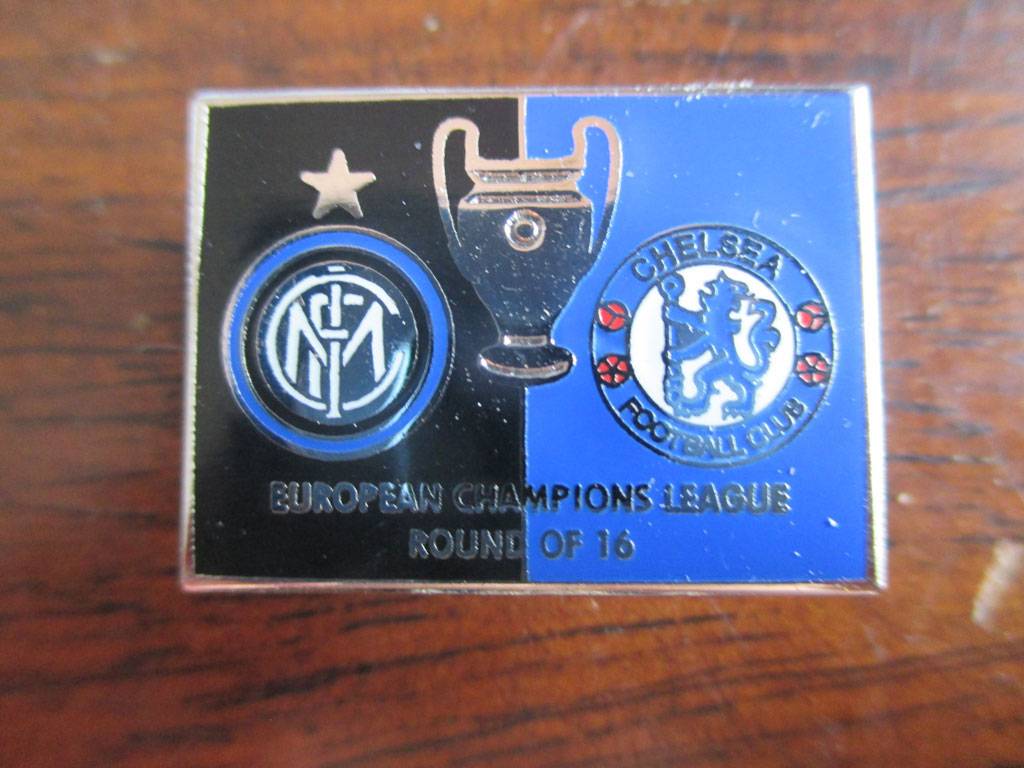 CHELSEA
FOOTBALL CLUB
EUROPEAN CHAMPIONS LEAGUE
ROUND OF 16